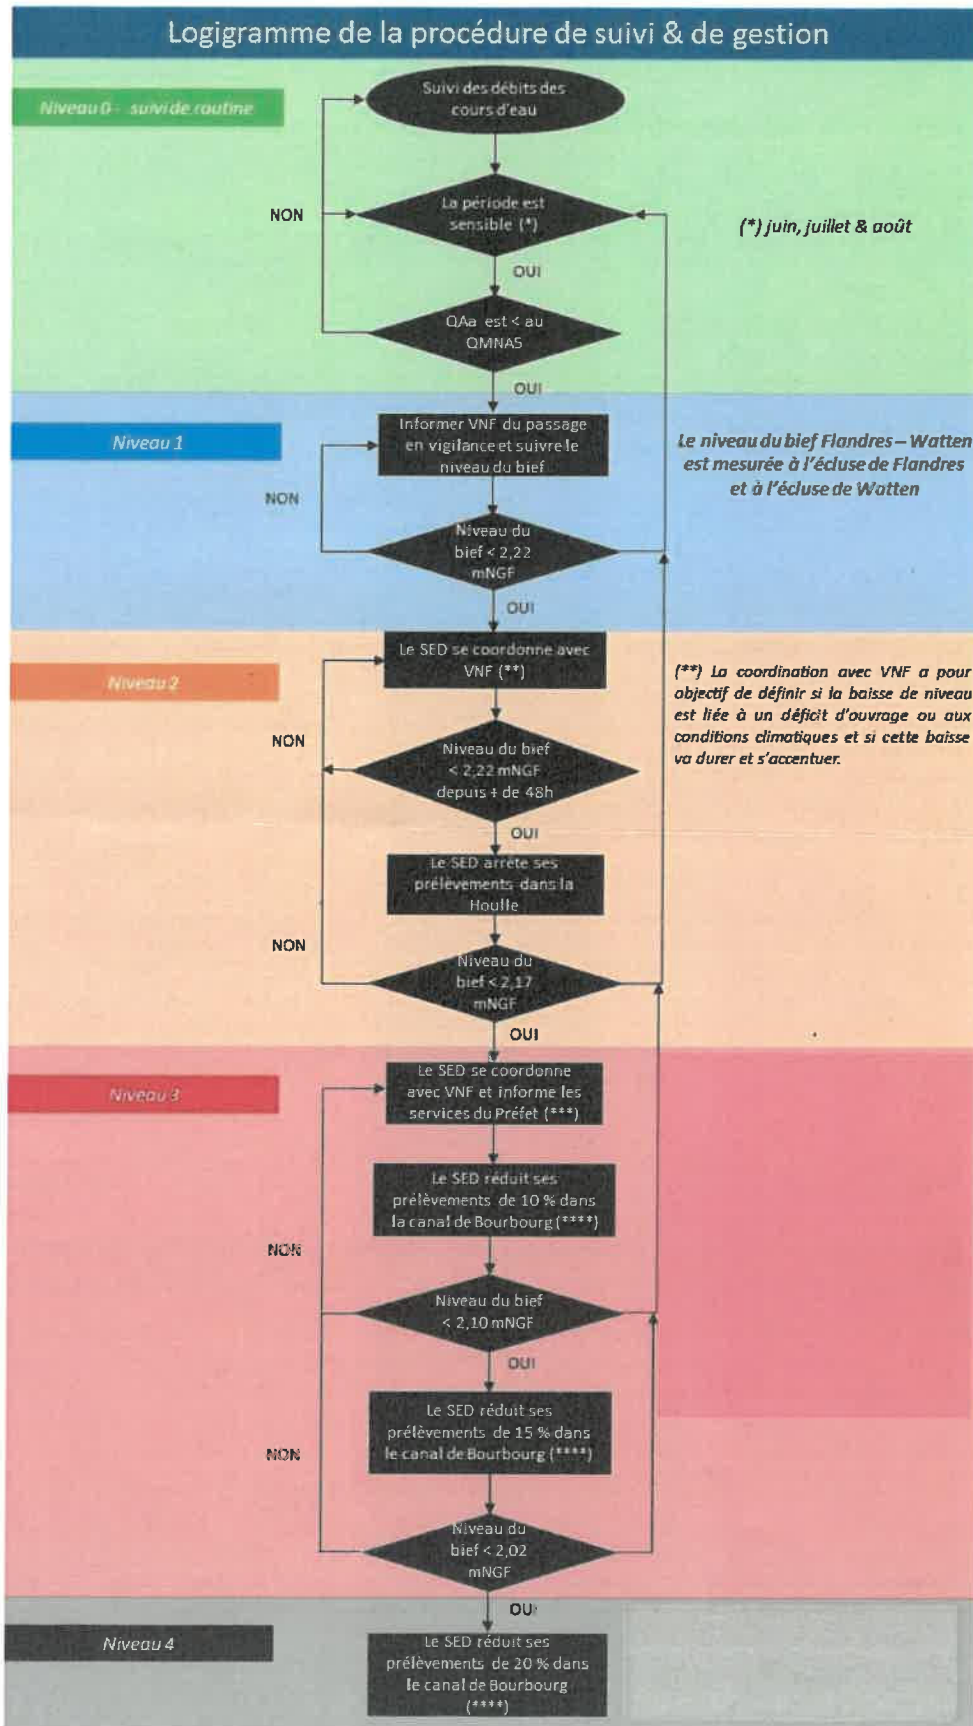 Logigramme de la procédure de suivi & de gestion
Niveau 0 - suivi de routine
Suivi des débits des
cours d'eau
NON
La période est
sensible (*)
(*) juin, juillet & août
OUI
QAa est < au
QMNA5
OUI
Niveau 1
Informer VNF du passage
en vigilance et suivre le
niveau du bief
Le niveau du bief Flandres – Watten
est mesurée à l'écluse de Flandres
et à l'écluse de Watten
NON
Niveau du
bief < 2,22
mNGF
OUI
Niveau 2
Le SED se coordonne avec
VNF (**)
(**) La coordination avec VNF a pour
objectif de définir si la baisse de niveau
est liée à un déficit d'ouvrage ou aux
conditions climatiques et si cette baisse
va durer et s'accentuer.
NON
Niveau du bief
< 2,22 mNGF
depuis + de 48h
OUI
Le SED arrête ses
prélèvements dans la
Houlle
NON
Niveau du
bief < 2,17
mNGF
OUI
Niveau 3
Le SED se coordonne
avec VNF et informe les
services du Préfet (***)
Le SED réduit ses
prélèvements de 10 % dans
la canal de Bourbourg (****)
NON
Niveau du bief
< 2,10 mNGF
OUI
Le SED réduit ses
prélèvements de 15 % dans
le canal de Bourbourg (****)
NON
Niveau du
bief < 2,02
mNGF
OUI
Niveau 4
Le SED réduit ses
prélèvements de 20 % dans
le canal de Bourbourg
(****)